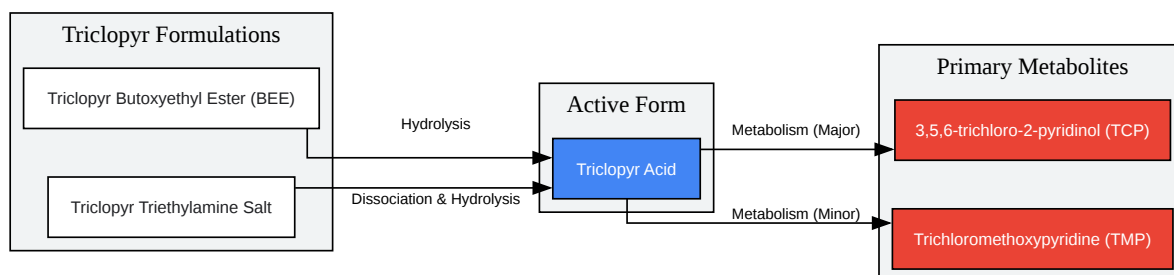 Triclopyr Formulations
Triclopyr Butoxyethyl Ester (BEE)
Triclopyr Triethylamine Salt
Hydrolysis
Dissociation & Hydrolysis
Active Form
Triclopyr Acid
Metabolism (Major)
Metabolism (Minor)
Primary Metabolites
3,5,6-trichloro-2-pyridinol (TCP)
Trichloromethoxypyridine (TMP)